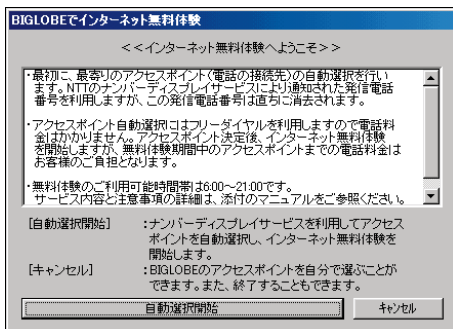 BIGLOBEでインターネット無料体験
<<インターネット無料体験へようこそ>>
・最初に、最寄りのアクセスポイント(電話の接続先)の自動選択を行い
ます。NTTのナンバーディスプレイサービスにより通知された発信電話
番号を利用しますが、この発信電話番号は直ちに消去されます。
・アクセスポイント自動選択にはフリーダイヤルを利用しますので電話料
金はかかりません。アクセスポイント決定後、インターネット無料体験
を開始しますが、無料体験期間中のアクセスポイントまでの電話料金は
お客様のご負担となります。
・無料体験のご利用可能時間帯は6:00～21:00です。
サービス内容と注意事項の詳細は、添付のマニュアルをご参照ください。
[自動選択開始] :ナンバーディスプレイサービスを利用してアクセス
ポイントを自動選択し、インターネット無料体験を
開始します。
[キャンセル] :BIGLOBEのアクセスポイントを自分で選ぶことが
できます。また、終了することもできます。
自動選択開始
キャンセル